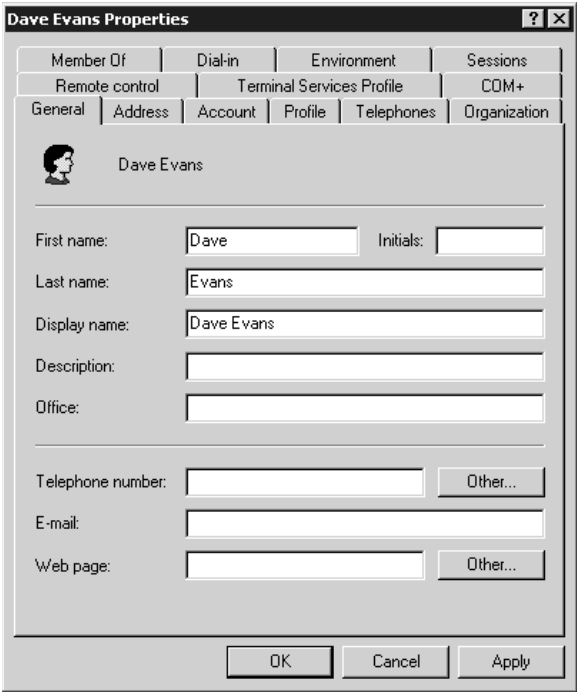 Dave Evans Properties
Member Of Dial-in Environment Sessions
Remote control Terminal Services Profile COM+
General Address Account Profile Telephones Organization
Dave Evans
First name: Dave Initials:
Last name: Evans
Display name: Dave Evans
Description:
Office:
Telephone number: Other...
E-mail:
Web page: Other...
OK Cancel Apply